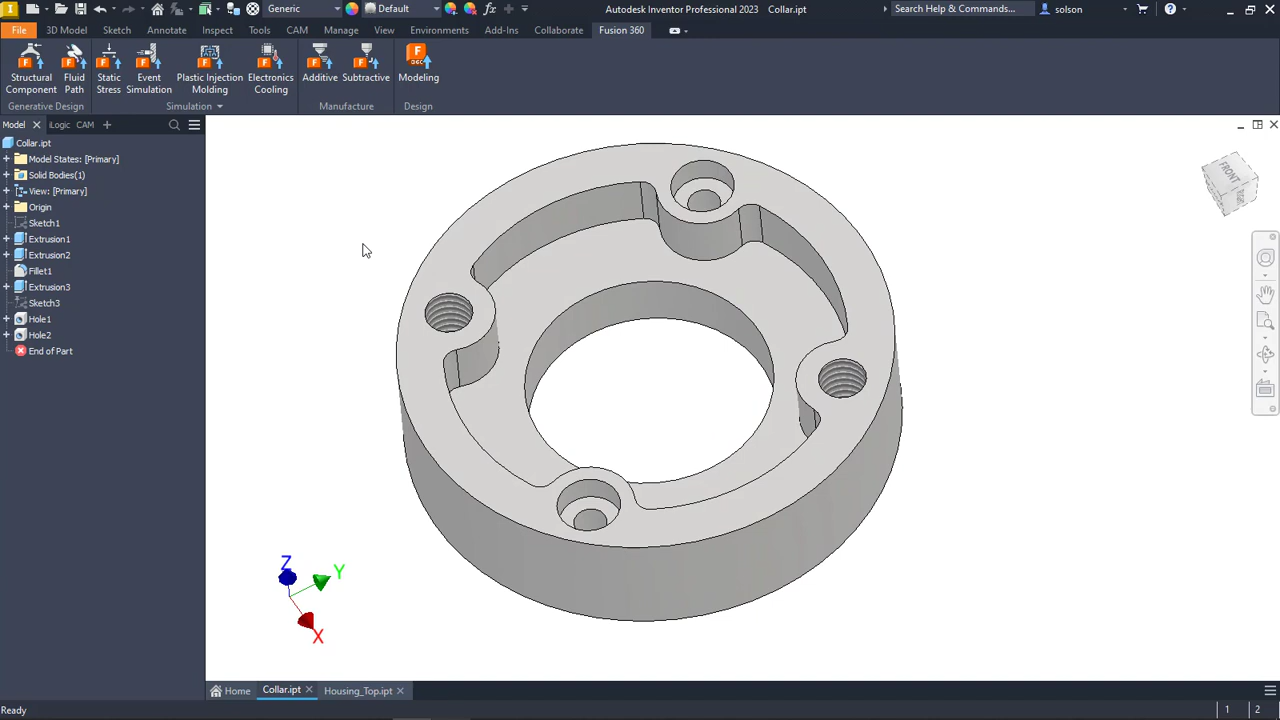 Generic
Default
Autodesk Inventor Professional 2023
Collar.ipt
Search Help & Commands...
solson
File
3D Model
Sketch
Annotate
Inspect
Tools
CAM
Manage
View
Environments
Add-Ins
Collaborate
Fusion 360
Structural Component
Fluid Path
Static Stress
Event Simulation
Plastic Injection Molding
Electronics Cooling
Additive
Subtractive
Modeling
Generative Design
Simulation
Manufacture
Design
Model
iLogic
CAM
Collar.ipt
Model States: [Primary]
Solid Bodies(1)
View: [Primary]
Origin
Sketch1
Extrusion1
Extrusion2
Fillet1
Extrusion3
Sketch3
Hole1
Hole2
End of Part
FRONT
Z
Y
X
Home
Collar.ipt
Housing_Top.ipt
Ready
1
2